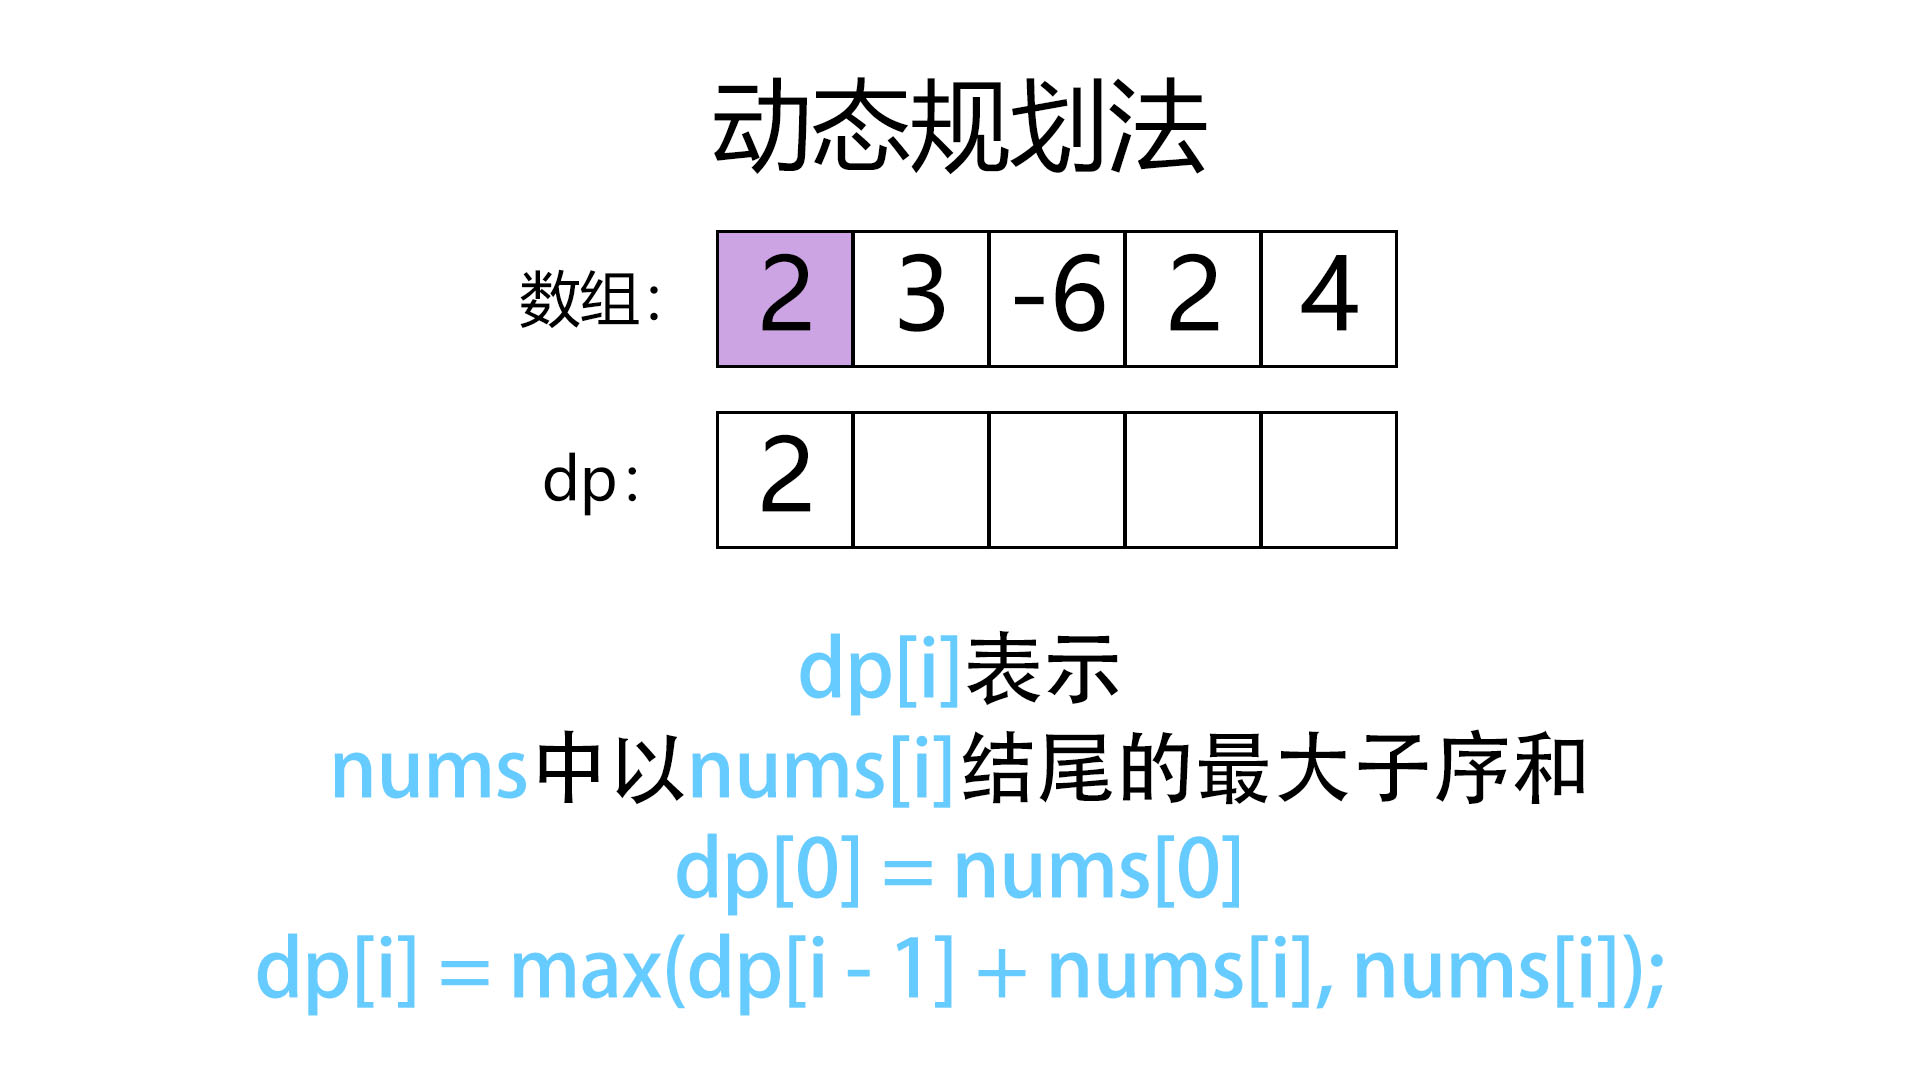 动态规划法
数组： 2 3 -6 2 4
dp： 2
dp[i]表示
nums中以nums[i]结尾的最大子序和
dp[0] = nums[0]
dp[i] = max(dp[i - 1] + nums[i], nums[i]);